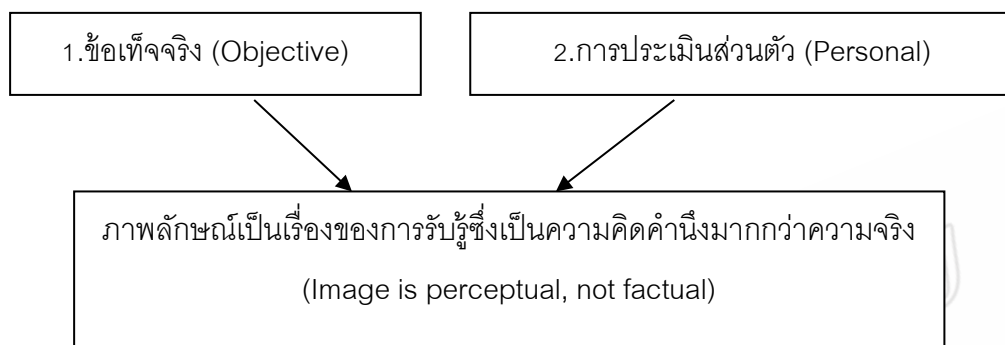 1.ข้อเท็จจริง (Objective)
2.การประเมินส่วนตัว (Personal)
ภาพลักษณ์เป็นเรื่องของการรับรู้ซึ่งเป็นความคิดคำนึงมากกว่าความจริง
(Image is perceptual, not factual)